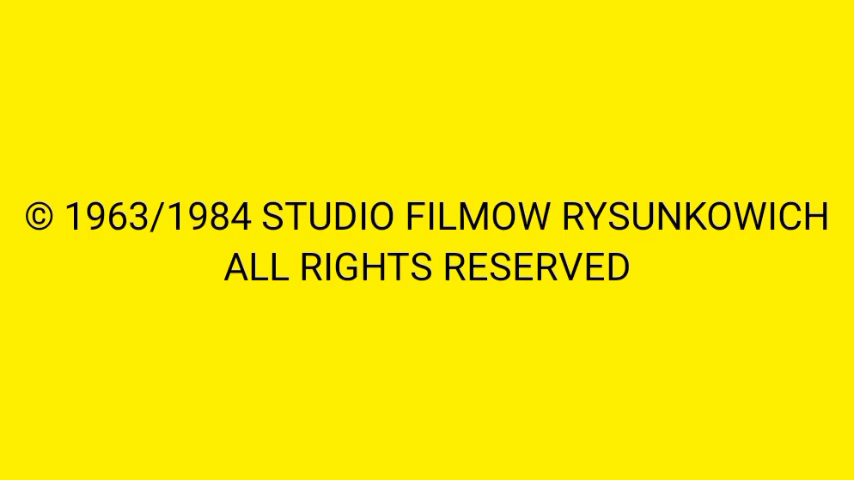 © 1963/1984 STUDIO FILMOW RYSUNKOWICH
ALL RIGHTS RESERVED